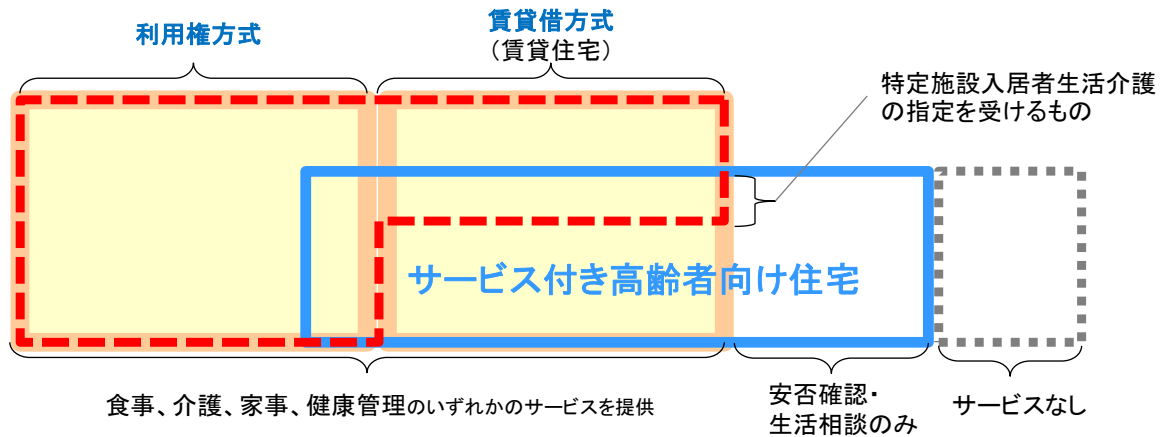 利用権方式
賃貸借方式
(賃貸住宅)
特定施設入居者生活介護
の指定を受けるもの
サービス付き高齢者向け住宅
食事、介護、家事、健康管理のいずれかのサービスを提供
安否確認・
生活相談のみ
サービスなし